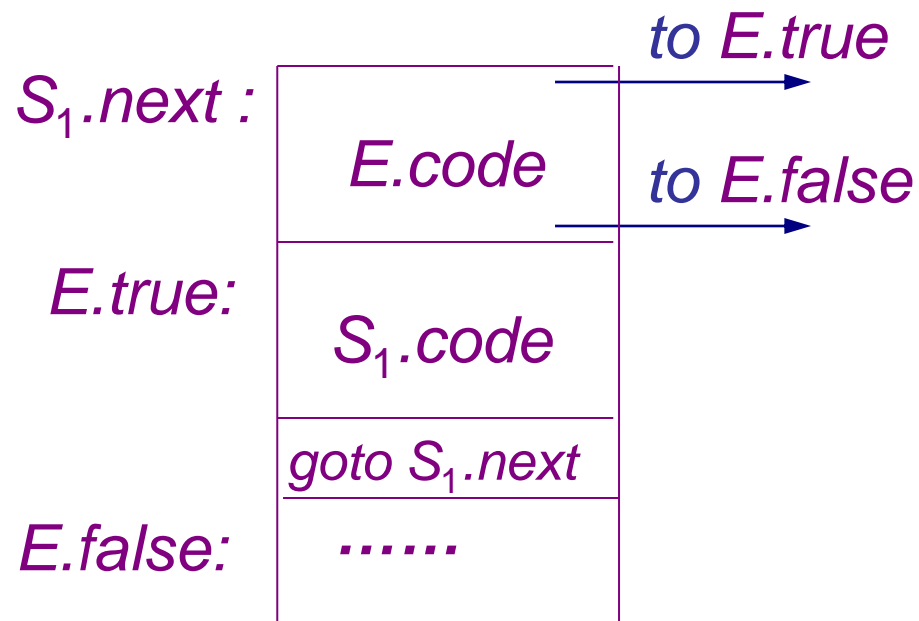 to E.true
S₁.next :
E.code
to E.false
E.true:
S₁.code
goto S₁.next
E.false:
......